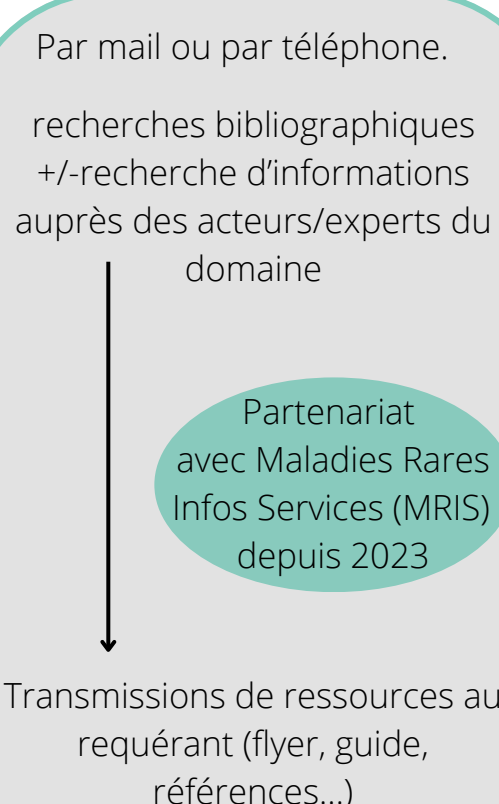 Par mail ou par téléphone.
recherches bibliographiques
+/-recherche d'informations
auprès des acteurs/experts du
domaine
Partenariat
avec Maladies Rares
Infos Services (MRIS)
depuis 2023
Transmissions de ressources au
requérant (flyer, guide,
références...)